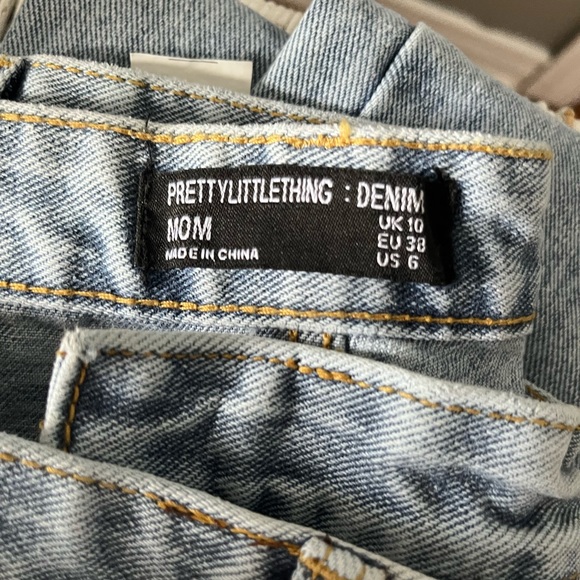 PRETTYLITTLETHING : DENIM
MOM
MADE IN CHINA
UK 10
EU 38
US 6